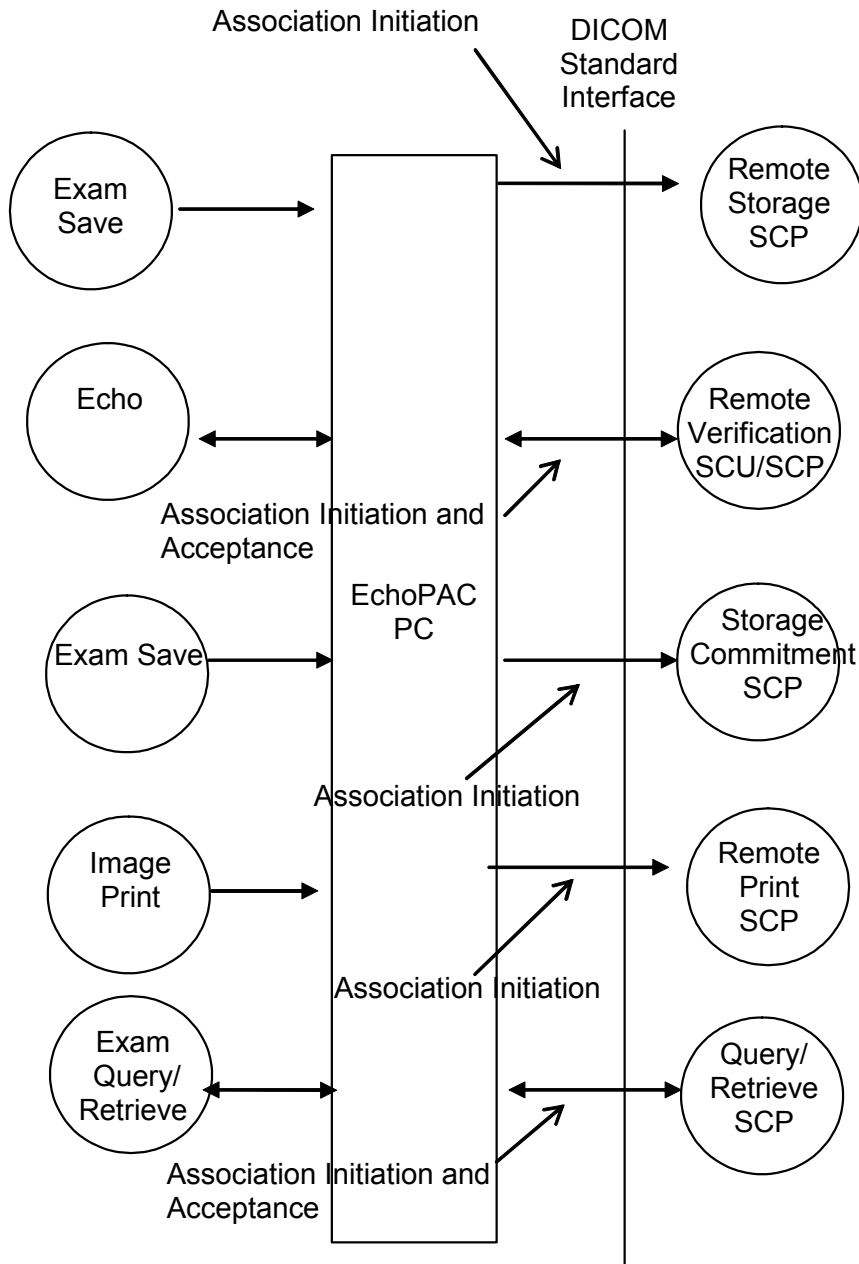 Association Initiation
DICOM
Standard
Interface
Exam
Save
Remote
Storage
SCP
Echo
Remote
Verification
SCU/SCP
Association Initiation and
Acceptance
EchoPAC
PC
Exam Save
Storage
Commitment
SCP
Association Initiation
Image
Print
Remote
Print
SCP
Association Initiation
Exam
Query/
Retrieve
Query/
Retrieve
SCP
Association Initiation and
Acceptance